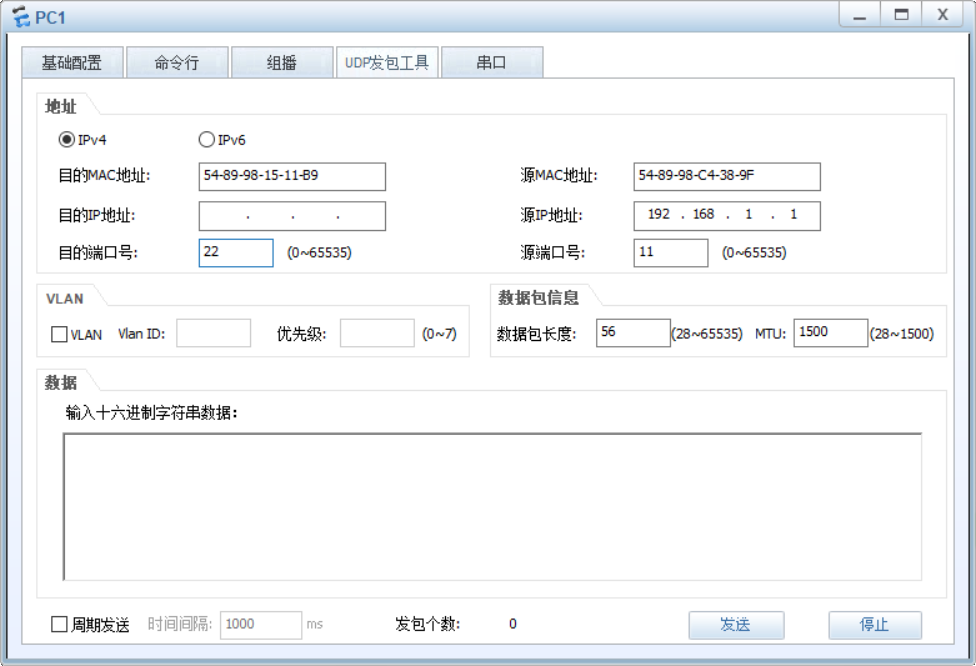 PC1
基础配置 命令行 组播 UDP发包工具 串口
地址
IPv4 IPv6
目的MAC地址: 54-89-98-15-11-B9 源MAC地址: 54-89-98-C4-38-9F
目的IP地址: . . . 源IP地址: 192 . 168 . 1 . 1
目的端口号: 22 (0~65535) 源端口号: 11 (0~65535)
VLAN 数据包信息
VLAN Vlan ID: 优先级: (0~7) 数据包长度: 56 (28~65535) MTU: 1500 (28~1500)
数据
输入十六进制字符串数据:
周期发送 时间间隔: 1000 ms 发包个数: 0 发送 停止